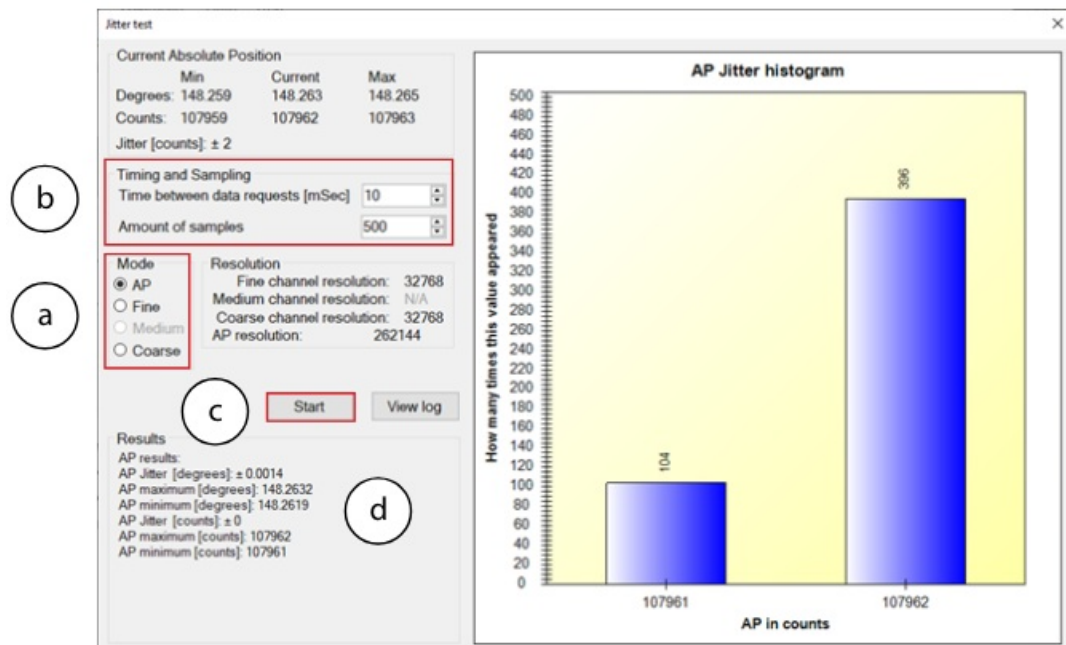 Jitter test
Current Absolute Position
Min Current Max
Degrees: 148.259 148.263 148.265
Counts: 107959 107962 107963
Jitter [counts]: ± 2
b
Timing and Sampling
Time between data requests [mSec] 10
Amount of samples 500
a
Mode
AP
Fine
Medium
Coarse
Resolution
Fine channel resolution: 32768
Medium channel resolution: N/A
Coarse channel resolution: 32768
AP resolution: 262144
c
Start View log
Results
AP results:
AP Jitter [degrees]: ± 0.0014
AP maximum [degrees]: 148.2632
AP minimum [degrees]: 148.2619
AP Jitter [counts]: ± 0
AP maximum [counts]: 107962
AP minimum [counts]: 107961
d
AP Jitter histogram
How many times this value appeared
500
480
460
440
420
400
380
360
340
320
300
280
260
240
220
200
180
160
140
120
100
80
60
40
20
0
104
396
107961 107962
AP in counts